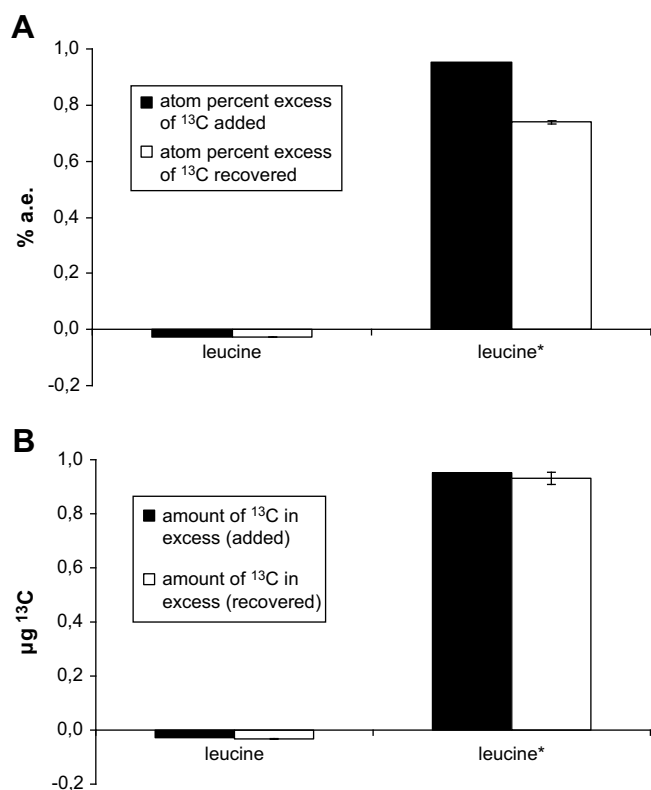 A
1,0
0,8
0,6
0,4
0,2
0,0
-0,2
% a.e.
atom percent excess
of ¹³C added
atom percent excess
of ¹³C recovered
leucine
leucine*
B
1,0
0,8
0,6
0,4
0,2
0,0
-0,2
µg ¹³C
amount of ¹³C in
excess (added)
amount of ¹³C in
excess (recovered)
leucine
leucine*